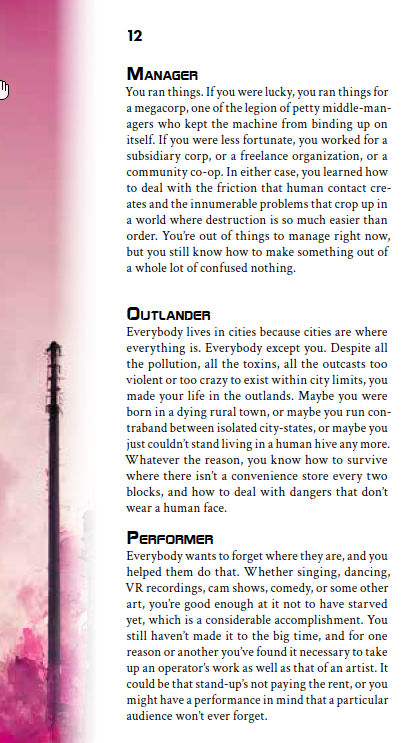 12
MANAGER
You ran things. If you were lucky, you ran things for
a megacorp, one of the legion of petty middle-man-
agers who kept the machine from binding up on
itself. If you were less fortunate, you worked for a
subsidiary corp, or a freelance organization, or a
community co-op. In either case, you learned how
to deal with the friction that human contact cre-
ates and the innumerable problems that crop up in
a world where destruction is so much easier than
order. You’re out of things to manage right now,
but you still know how to make something out of
a whole lot of confused nothing.
OUTLANDER
Everybody lives in cities because cities are where
everything is. Everybody except you. Despite all
the pollution, all the toxins, all the outcasts too
violent or too crazy to exist within city limits, you
made your life in the outlands. Maybe you were
born in a dying rural town, or maybe you run con-
traband between isolated city-states, or maybe you
just couldn’t stand living in a human hive any more.
Whatever the reason, you know how to survive
where there isn’t a convenience store every two
blocks, and how to deal with dangers that don’t
wear a human face.
PERFORMER
Everybody wants to forget where they are, and you
helped them do that. Whether singing, dancing,
VR recordings, cam shows, comedy, or some other
art, you’re good enough at it not to have starved
yet, which is a considerable accomplishment. You
still haven’t made it to the big time, and for one
reason or another you’ve found it necessary to take
up an operator’s work as well as that of an artist. It
could be that stand-up’s not paying the rent, or you
might have a performance in mind that a particular
audience won’t ever forget.